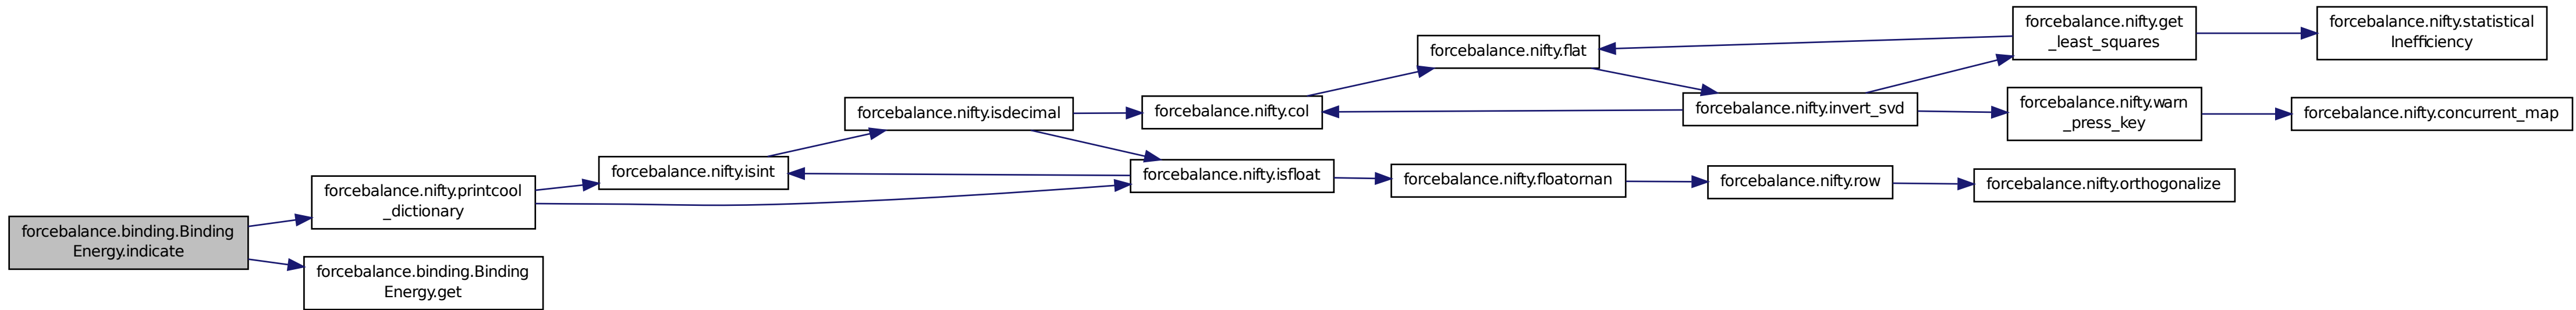 forcebalance.binding.Binding
Energy.indicate
forcebalance.nifty.printcool
_dictionary
forcebalance.binding.Binding
Energy.get
forcebalance.nifty.isint
forcebalance.nifty.isdecimal
forcebalance.nifty.isfloat
forcebalance.nifty.col
forcebalance.nifty.flat
forcebalance.nifty.floatornan
forcebalance.nifty.invert_svd
forcebalance.nifty.row
forcebalance.nifty.get
_least_squares
forcebalance.nifty.warn
_press_key
forcebalance.nifty.orthogonalize
forcebalance.nifty.statistical
Inefficiency
forcebalance.nifty.concurrent_map